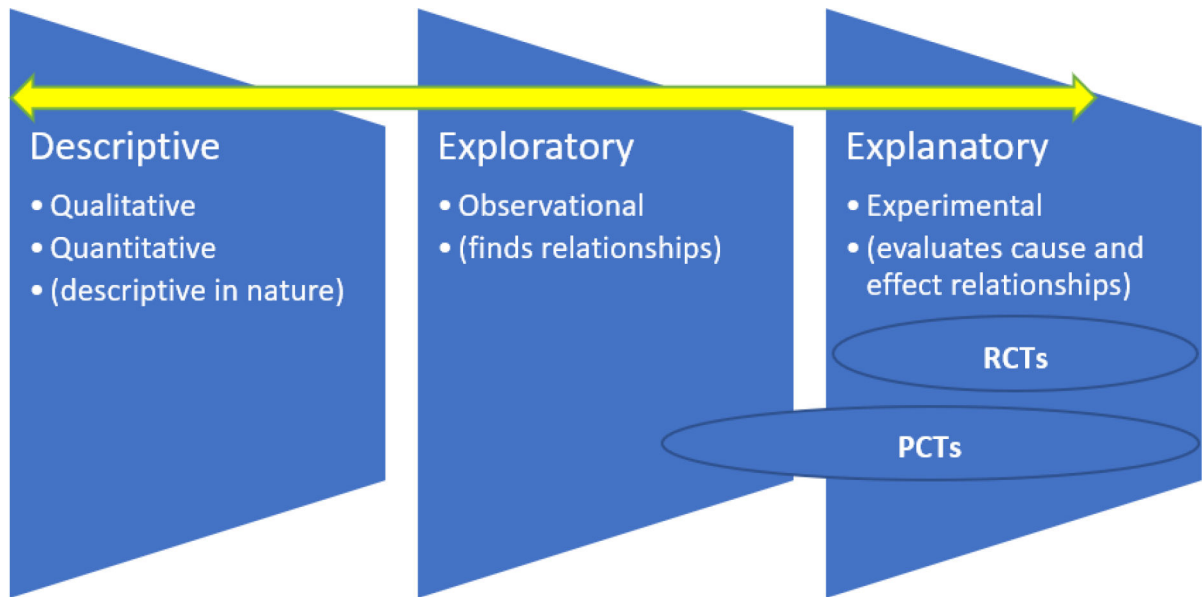 Descriptive
• Qualitative
• Quantitative
• (descriptive in nature)
Exploratory
• Observational
• (finds relationships)
Explanatory
• Experimental
• (evaluates cause and
effect relationships)
RCTs
PCTs